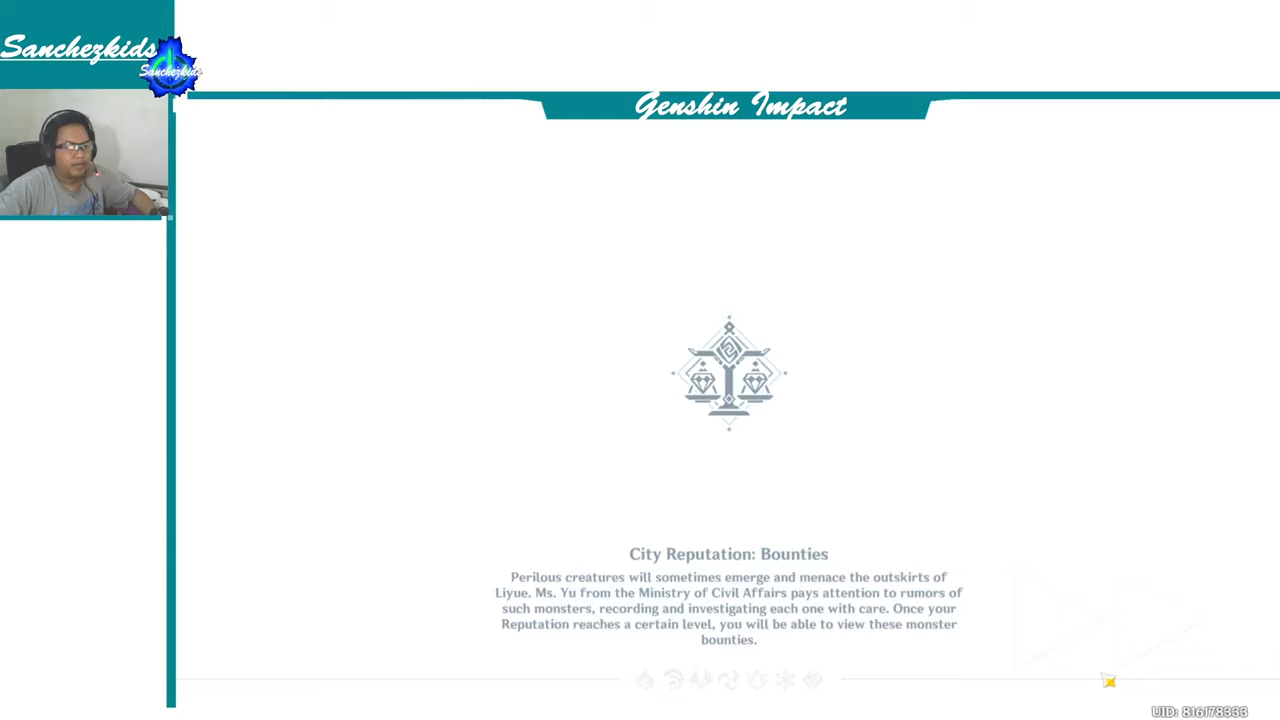 Sanchezkids
Sanchezkids
Genshin Impact
City Reputation: Bounties
Perilous creatures will sometimes emerge and menace the outskirts of
Liyue. Ms. Yu from the Ministry of Civil Affairs pays attention to rumors of
such monsters, recording and investigating each one with care. Once your
Reputation reaches a certain level, you will be able to view these monster
bounties.
UID: 816178333